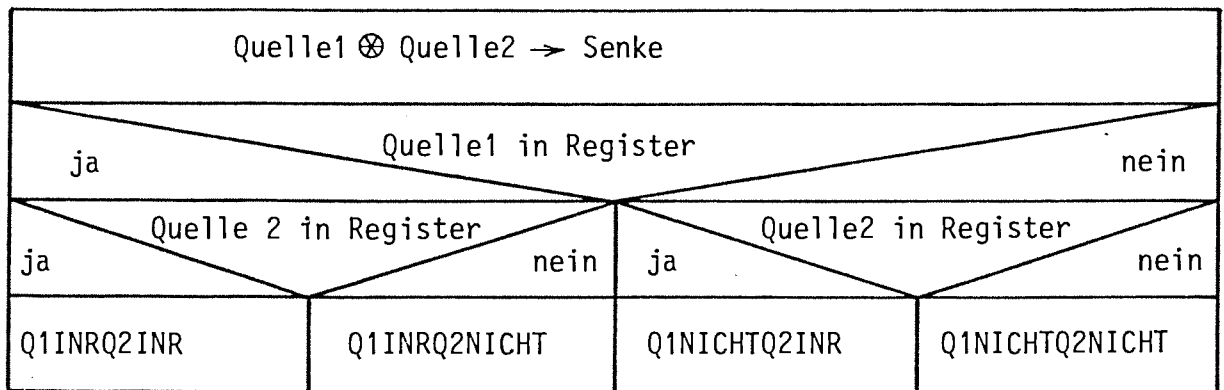 Quelle1 ⊛ Quelle2 → Senke
Quelle1 in Register
ja
nein
Quelle 2 in Register
Quelle2 in Register
ja
nein
ja
nein
Q1INRQ2INR
Q1INRQ2NICHT
Q1NICHTQ2INR
Q1NICHTQ2NICHT